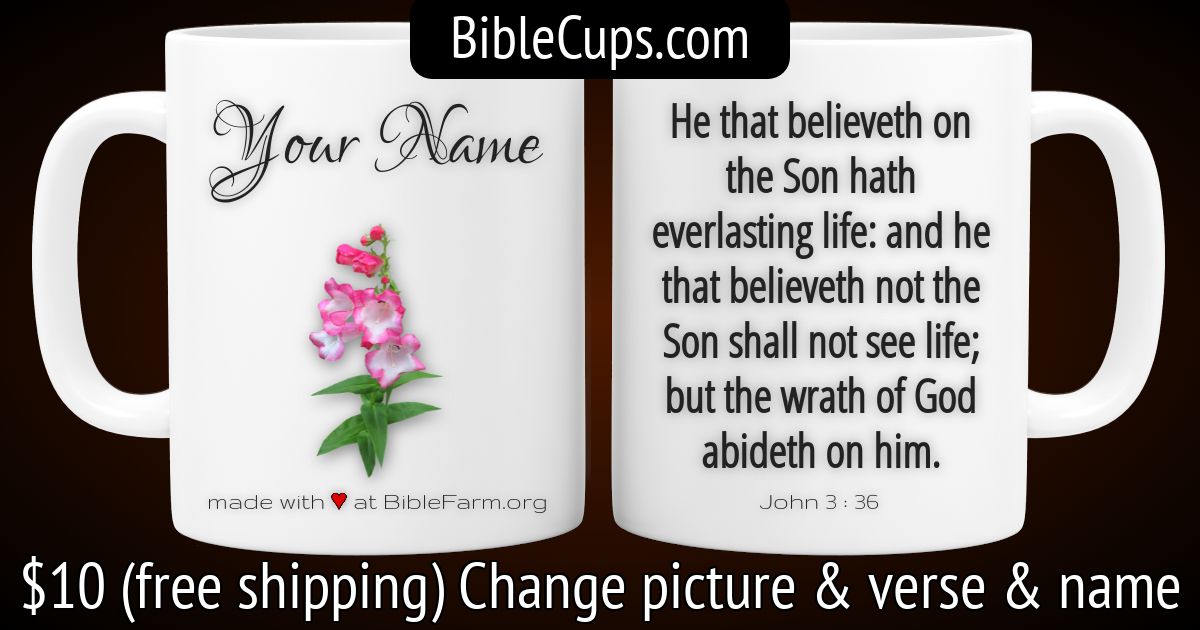 BibleCups.com
Your Name
made with ♥ at BibleFarm.org
He that believeth on
the Son hath
everlasting life: and he
that believeth not the
Son shall not see life;
but the wrath of God
abideth on him.
John 3 : 36
$10 (free shipping) Change picture & verse & name